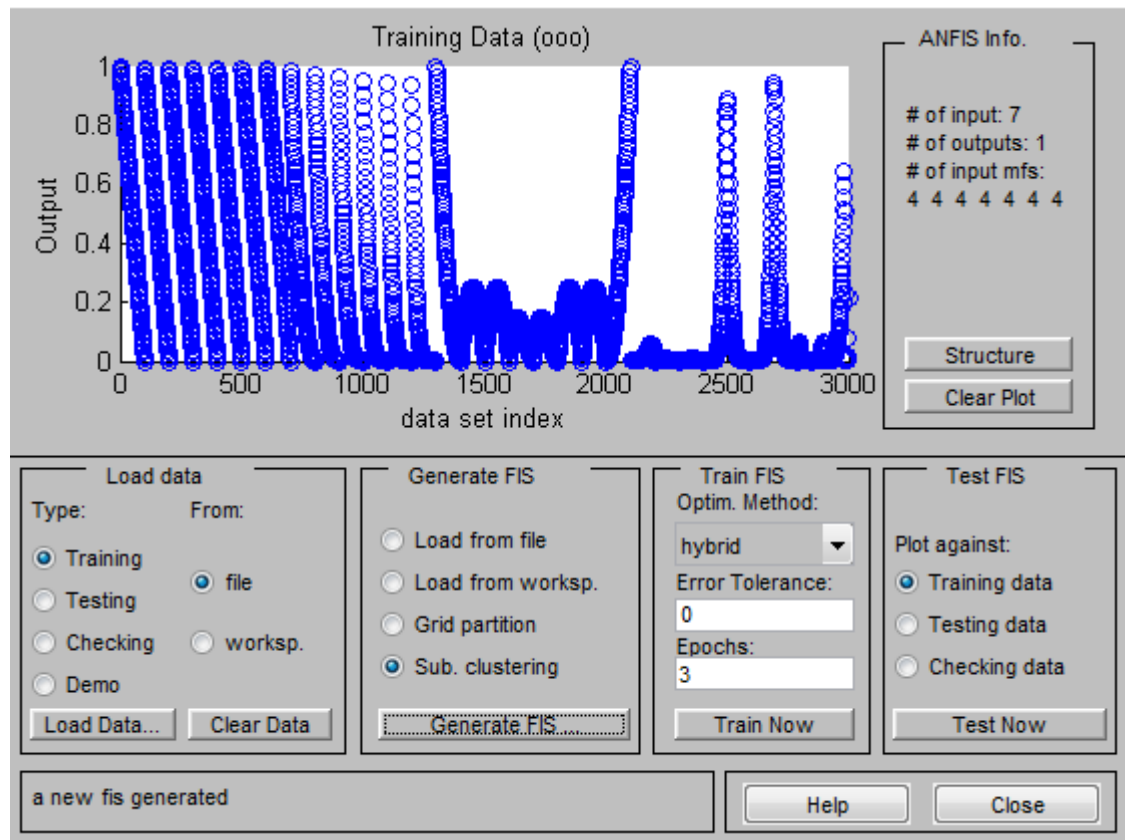 Training Data (ooo)
1
0.8
0.6
0.4
0.2
0
Output
0 500 1000 1500 2000 2500 3000
data set index
ANFIS Info.
# of input: 7
# of outputs: 1
# of input mfs:
4 4 4 4 4 4 4
Structure
Clear Plot
Load data
Type: From:
Training
file
Testing
Checking
worksp.
Demo
Load Data... Clear Data
Generate FIS
Load from file
Load from worksp.
Grid partition
Sub. clustering
Generate FIS ...
Train FIS
Optim. Method:
hybrid
Error Tolerance:
0
Epochs:
3
Train Now
Test FIS
Plot against:
Training data
Testing data
Checking data
Test Now
a new fis generated
Help Close